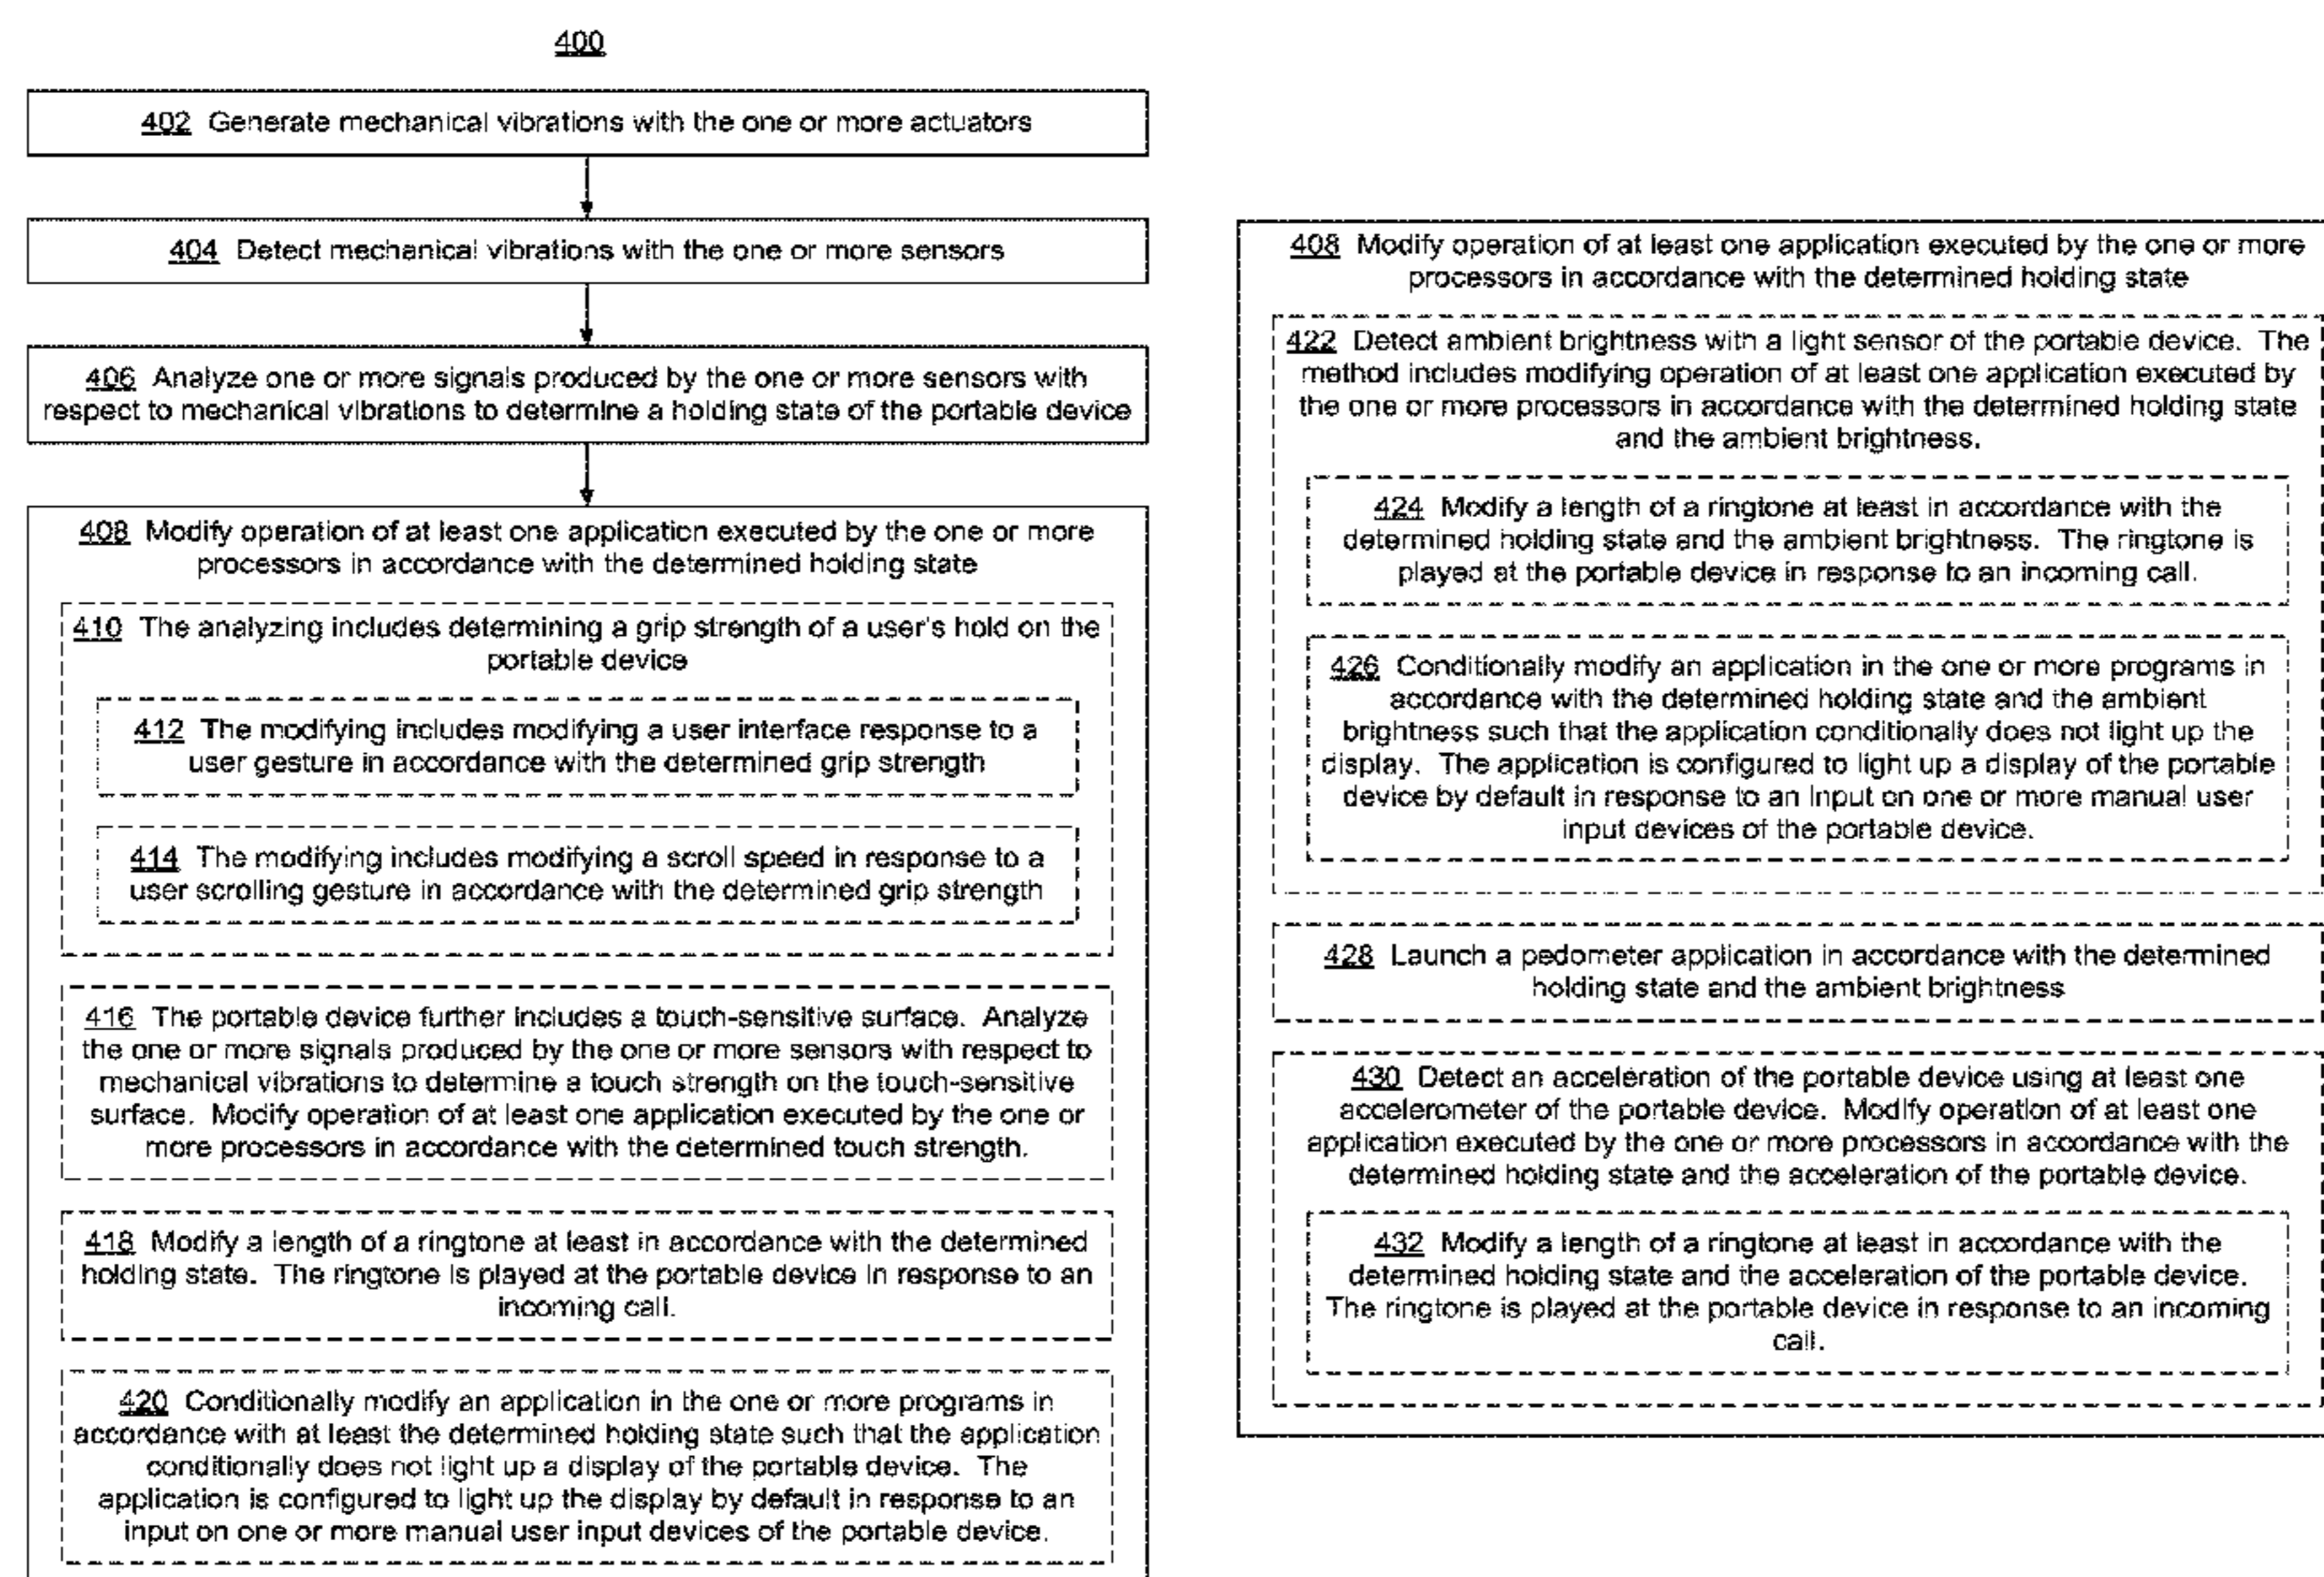 400
402 Generate mechanical vibrations with the one or more actuators
404 Detect mechanical vibrations with the one or more sensors
406 Analyze one or more signals produced by the one or more sensors with
respect to mechanical vibrations to determine a holding state of the portable device
408 Modify operation of at least one application executed by the one or more
processors in accordance with the determined holding state
410 The analyzing includes determining a grip strength of a user's hold on the
portable device
412 The modifying includes modifying a user interface response to a
user gesture in accordance with the determined grip strength
414 The modifying includes modifying a scroll speed in response to a
user scrolling gesture in accordance with the determined grip strength
416 The portable device further includes a touch-sensitive surface. Analyze
the one or more signals produced by the one or more sensors with respect to
mechanical vibrations to determine a touch strength on the touch-sensitive
surface. Modify operation of at least one application executed by the one or
more processors in accordance with the determined touch strength.
418 Modify a length of a ringtone at least in accordance with the determined
holding state. The ringtone is played at the portable device in response to an
incoming call.
420 Conditionally modify an application in the one or more programs in
accordance with at least the determined holding state such that the application
conditionally does not light up a display of the portable device. The
application is configured to light up the display by default in response to an
input on one or more manual user input devices of the portable device.
408 Modify operation of at least one application executed by the one or more
processors in accordance with the determined holding state
422 Detect ambient brightness with a light sensor of the portable device. The
method includes modifying operation of at least one application executed by
the one or more processors in accordance with the determined holding state
and the ambient brightness.
424 Modify a length of a ringtone at least in accordance with the
determined holding state and the ambient brightness. The ringtone is
played at the portable device in response to an incoming call.
426 Conditionally modify an application in the one or more programs in
accordance with the determined holding state and the ambient
brightness such that the application conditionally does not light up the
display. The application is configured to light up a display of the portable
device by default in response to an input on one or more manual user
input devices of the portable device.
428 Launch a pedometer application in accordance with the determined
holding state and the ambient brightness
430 Detect an acceleration of the portable device using at least one
accelerometer of the portable device. Modify operation of at least one
application executed by the one or more processors in accordance with the
determined holding state and the acceleration of the portable device.
432 Modify a length of a ringtone at least in accordance with the
determined holding state and the acceleration of the portable device.
The ringtone is played at the portable device in response to an incoming
call.